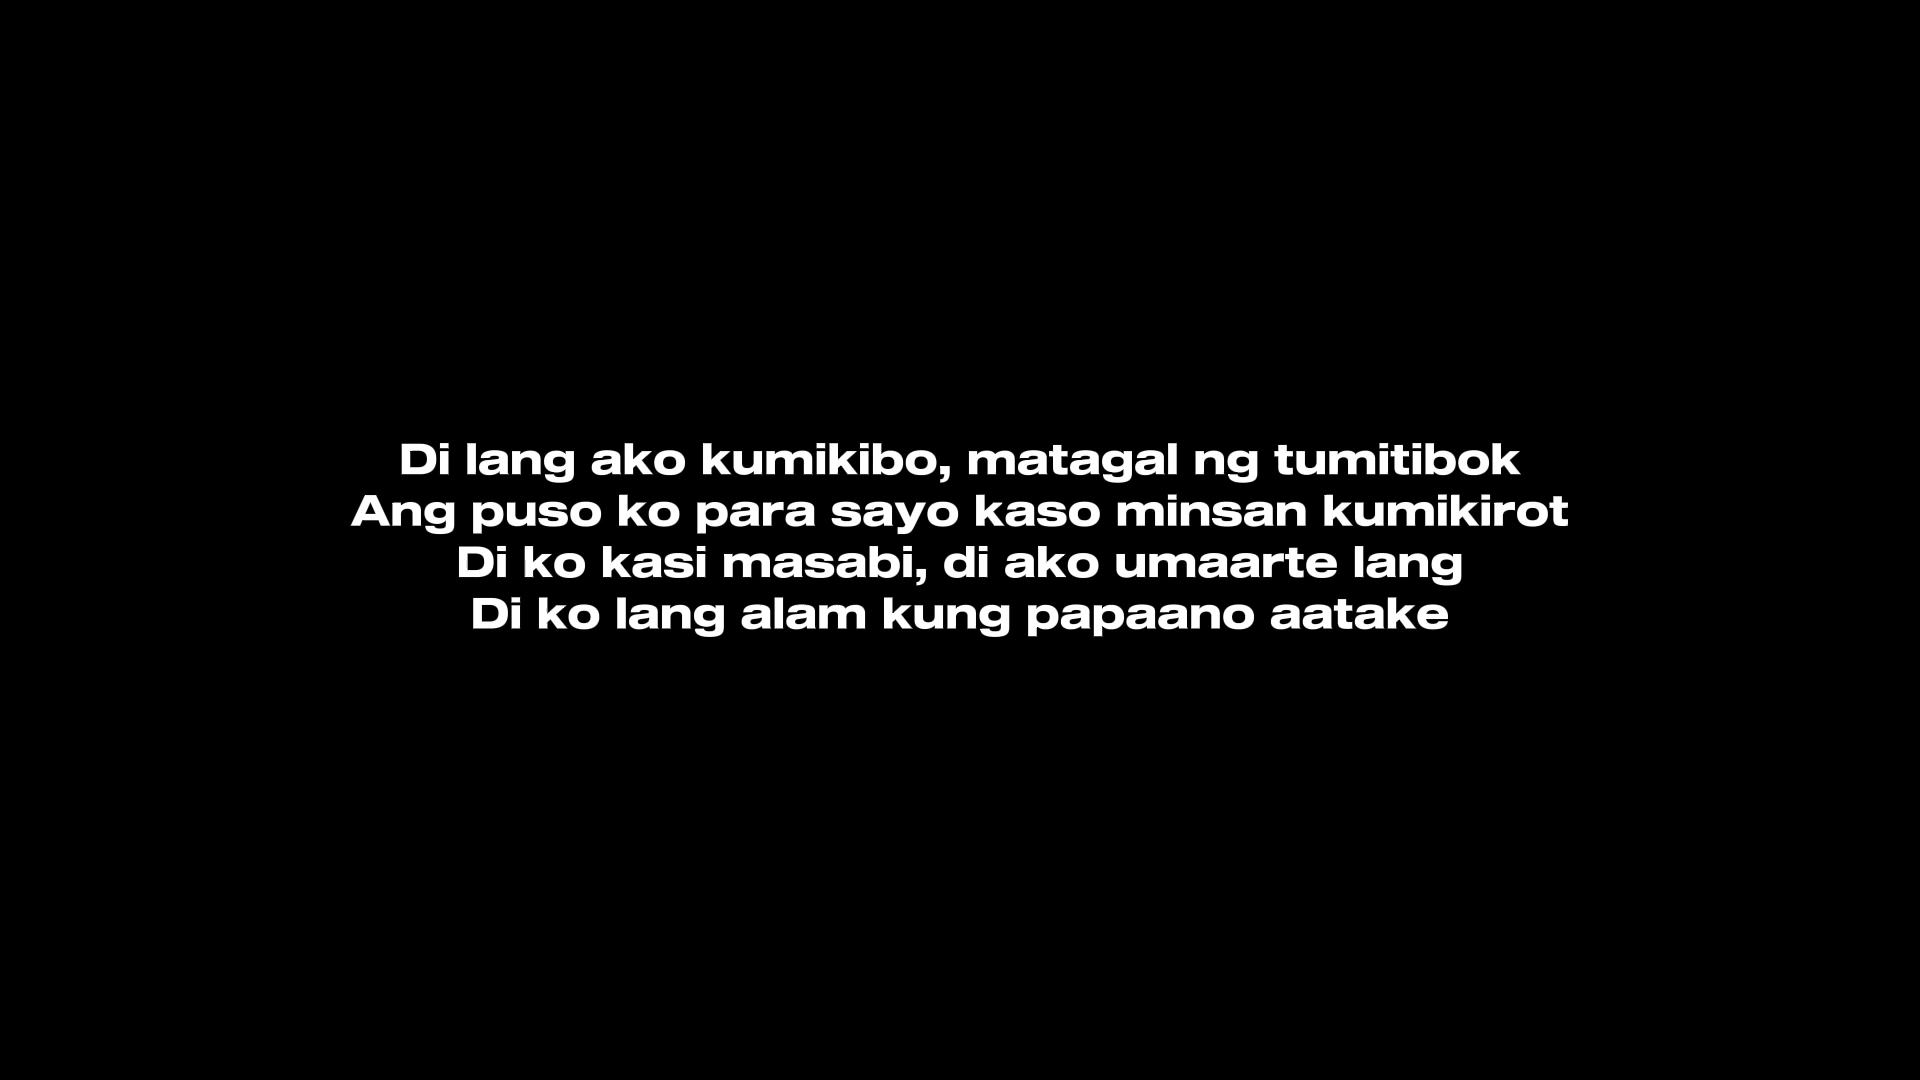 Di lang ako kumikibo, matagal ng tumitibok
Ang puso ko para sayo kaso minsan kumikirot
Di ko kasi masabi, di ako umaarte lang
Di ko lang alam kung papaano aatake